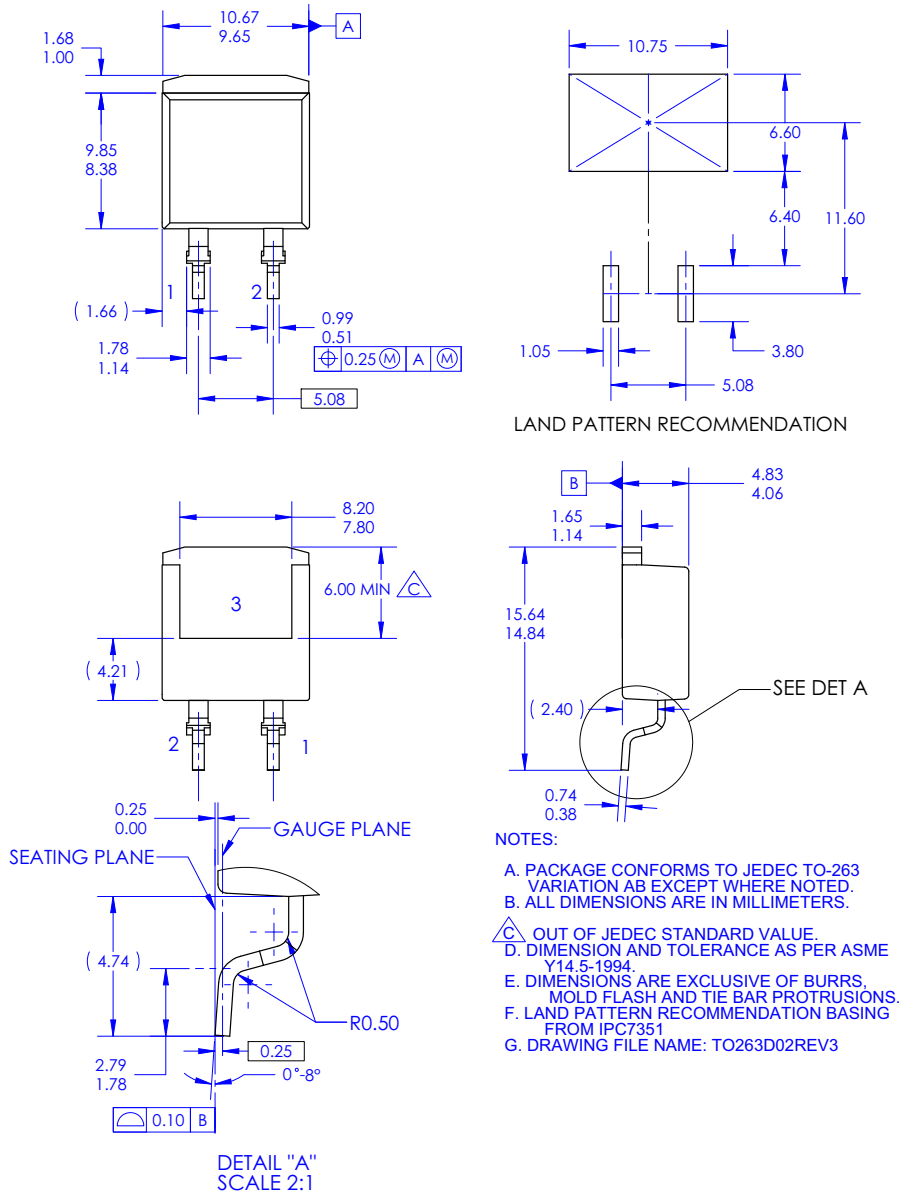 10.67
9.65
A
1.68
1.00
9.85
8.38
1
2
( 1.66 )
0.99
0.51
1.78
1.14
⌖ 0.25 Ⓜ A Ⓜ
5.08
10.75
6.60
6.40
11.60
1.05
3.80
5.08
LAND PATTERN RECOMMENDATION
8.20
7.80
6.00 MIN C
3
( 4.21 )
2
1
B
4.83
4.06
1.65
1.14
15.64
14.84
( 2.40 )
SEE DET A
0.74
0.38
0.25
0.00
GAUGE PLANE
SEATING PLANE
( 4.74 )
R0.50
2.79
1.78
0.25
0°-8°
⌓ 0.10 B
DETAIL "A"
SCALE 2:1
NOTES:
A. PACKAGE CONFORMS TO JEDEC TO-263
VARIATION AB EXCEPT WHERE NOTED.
B. ALL DIMENSIONS ARE IN MILLIMETERS.
C OUT OF JEDEC STANDARD VALUE.
D. DIMENSION AND TOLERANCE AS PER ASME
Y14.5-1994.
E. DIMENSIONS ARE EXCLUSIVE OF BURRS,
MOLD FLASH AND TIE BAR PROTRUSIONS.
F. LAND PATTERN RECOMMENDATION BASING
FROM IPC7351
G. DRAWING FILE NAME: TO263D02REV3